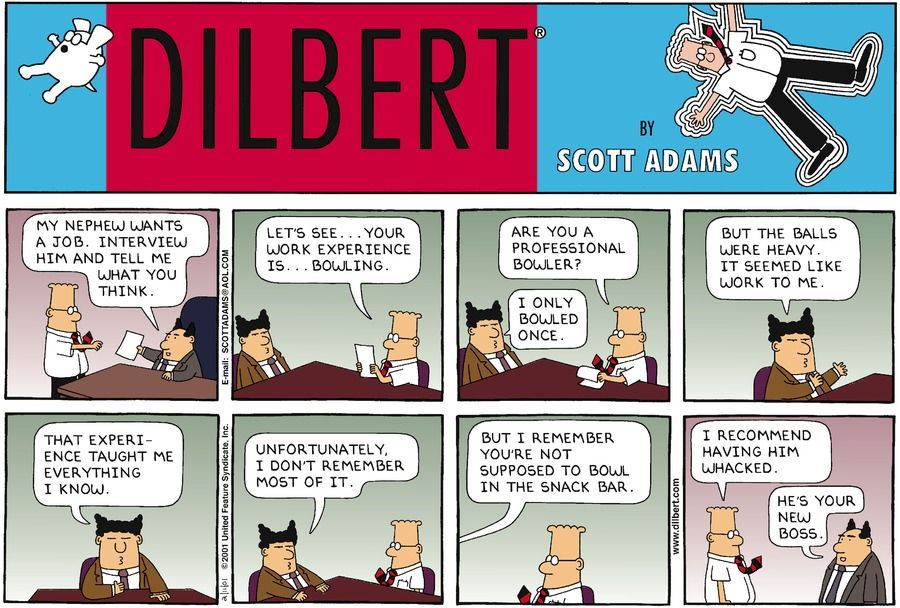 DILBERT®
BY
SCOTT ADAMS
MY NEPHEW WANTS
A JOB. INTERVIEW
HIM AND TELL ME
WHAT YOU
THINK.
E-mail: SCOTTADAMS@AOL.COM
LET'S SEE...YOUR
WORK EXPERIENCE
IS...BOWLING.
ARE YOU A
PROFESSIONAL
BOWLER?
I ONLY
BOWLED
ONCE.
BUT THE BALLS
WERE HEAVY.
IT SEEMED LIKE
WORK TO ME.
THAT EXPERI-
ENCE TAUGHT ME
EVERYTHING
I KNOW.
2/11/01 ©2001 United Feature Syndicate, Inc.
UNFORTUNATELY,
I DON'T REMEMBER
MOST OF IT.
BUT I REMEMBER
YOU'RE NOT
SUPPOSED TO BOWL
IN THE SNACK BAR.
www.dilbert.com
I RECOMMEND
HAVING HIM
WHACKED.
HE'S YOUR
NEW
BOSS.